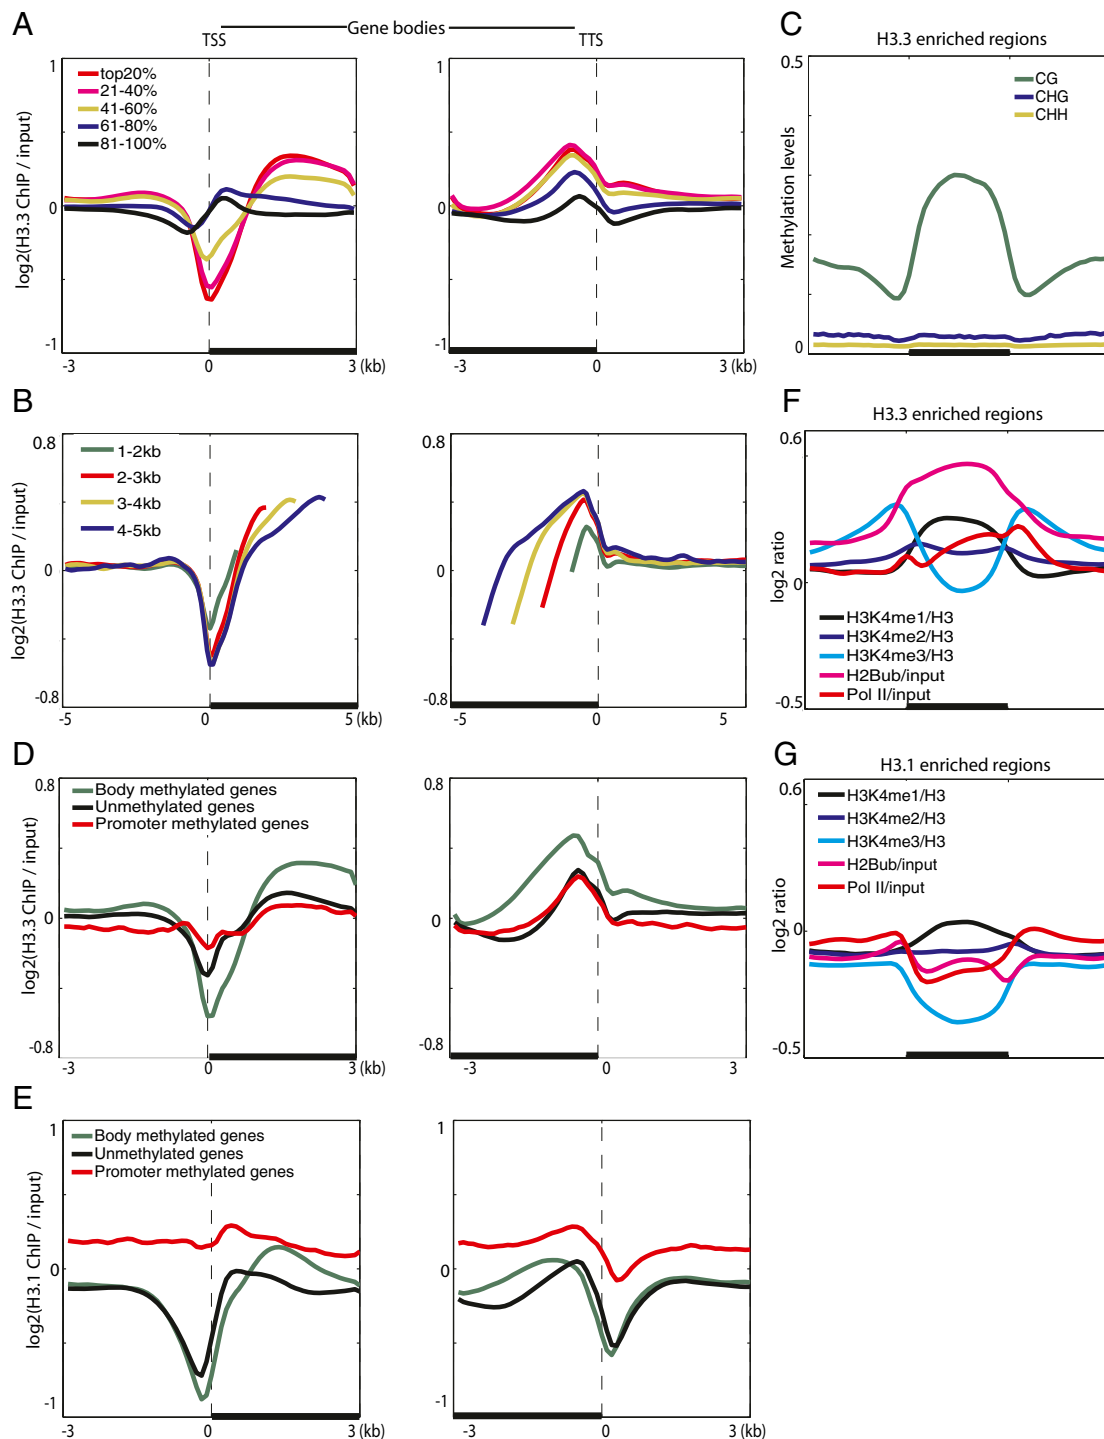 A
Gene bodies
TSS
TTS
log2(H3.3 ChIP / input)
1
0
-1
top20%
21-40%
41-60%
61-80%
81-100%
-3
0
3 (kb)
1
0
-1
-3
0
3 (kb)
C
H3.3 enriched regions
Methylation levels
0.5
0
CG
CHG
CHH
B
log2(H3.3 ChIP / input)
0.8
0
-0.8
1-2kb
2-3kb
3-4kb
4-5kb
-5
0
5 (kb)
0.8
0
-0.8
-5
0
5
F
H3.3 enriched regions
log2 ratio
0.6
0.0
-0.5
H3K4me1/H3
H3K4me2/H3
H3K4me3/H3
H2Bub/input
Pol II/input
D
log2(H3.3 ChIP / input)
0.8
0
-0.8
Body methylated genes
Unmethylated genes
Promoter methylated genes
-3
0
3 (kb)
0.8
0
-0.8
-3
0
3
G
H3.1 enriched regions
log2 ratio
0.6
0.0
-0.5
H3K4me1/H3
H3K4me2/H3
H3K4me3/H3
H2Bub/input
Pol II/input
E
log2(H3.1 ChIP / input)
1
0
-1
Body methylated genes
Unmethylated genes
Promoter methylated genes
-3
0
3 (kb)
1
0
-1
-3
0
3 (kb)